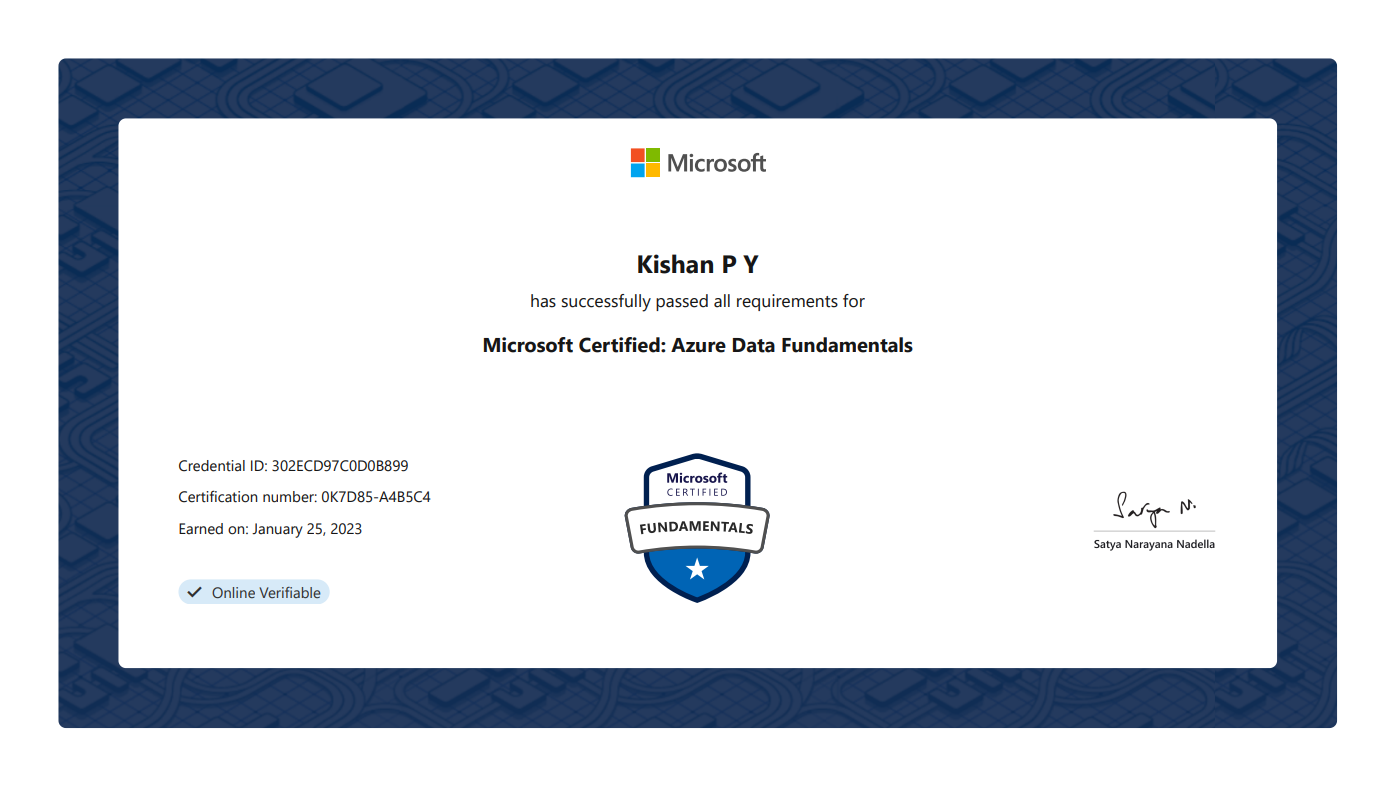 Microsoft
Kishan P Y
has successfully passed all requirements for
Microsoft Certified: Azure Data Fundamentals
Credential ID: 302ECD97C0D0B899
Certification number: 0K7D85-A4B5C4
Earned on: January 25, 2023
Online Verifiable
Microsoft
CERTIFIED
FUNDAMENTALS
Satya N.
Satya Narayana Nadella